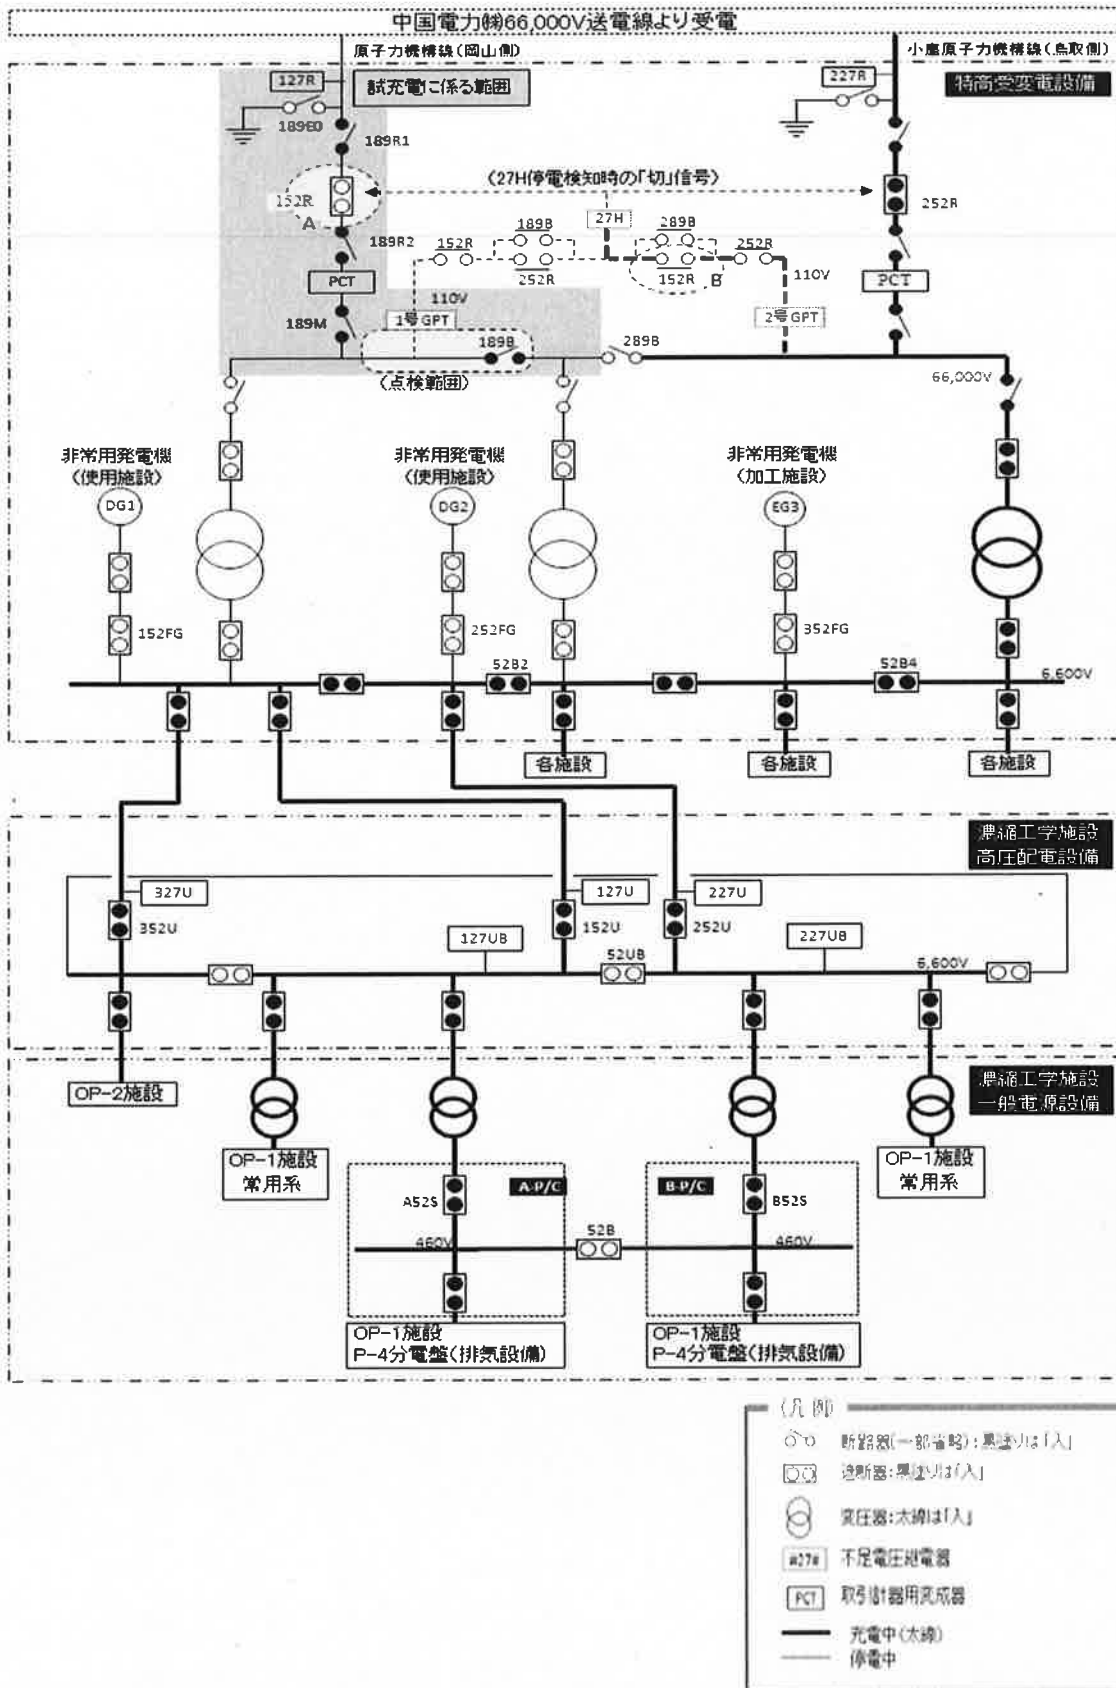 中国電力㈱66,000V送電線より受電
原子力機構線(岡山側)
小鹿原子力機構線(鳥取側)
127R
試充電に係る範囲
227R
特高受変電設備
189E0
189R1
〈27H停電検知時の「切」信号〉
152R
A
252R
27H
189B
289B
189R2
152R
252R
252R
152R
B
PCT
110V
110V
PCT
1号GPT
2号GPT
189M
189B
289B
(点検範囲)
66,000V
非常用発電機
(使用施設)
非常用発電機
(使用施設)
非常用発電機
(加工施設)
DG1
DG2
EG3
152FG
252FG
352FG
52B2
52B4
6,600V
各施設
各施設
各施設
濃縮工学施設
高圧配電設備
327U
127U
227U
352U
152U
252U
127UB
227UB
52UB
6,600V
OP-2施設
濃縮工学施設
一般電源設備
OP-1施設
常用系
OP-1施設
常用系
A-P/C
B-P/C
A52S
B52S
52B
460V
460V
OP-1施設
P-4分電盤(排気設備)
OP-1施設
P-4分電盤(排気設備)
(凡例)
断路器(一部省略):黒塗りは「入」
遮断器:黒塗りは「入」
変圧器:太線は「入」
#27# 不足電圧継電器
PCT 取引計器用変成器
充電中(太線)
停電中